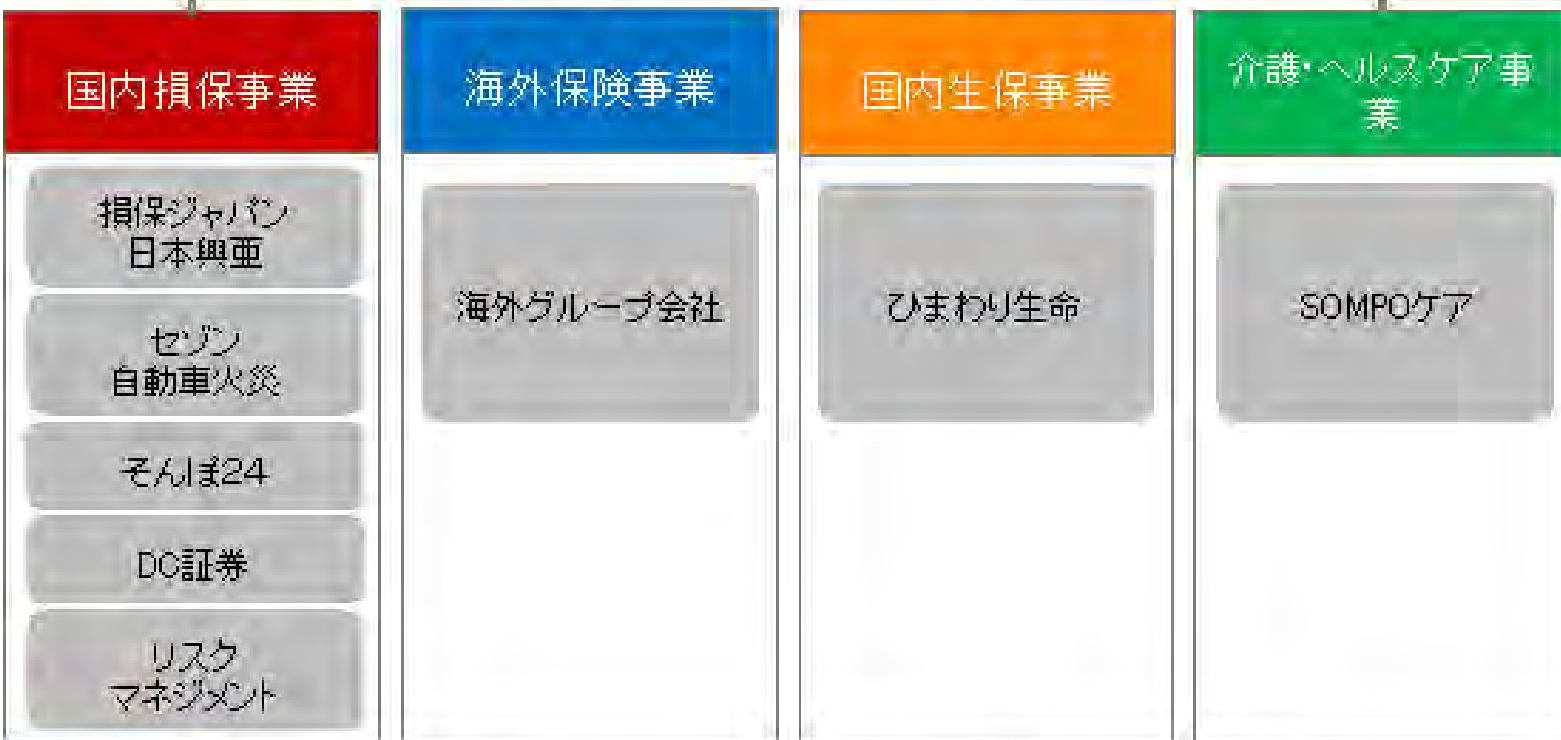 国内損保事業
損保ジャパン
日本興亜
セゾン
自動車火災
そんぽ24
DC証券
リスク
マネジメント
海外保険事業
海外グループ会社
国内生保事業
ひまわり生命
介護・ヘルスケア事
業
SOMPOケア